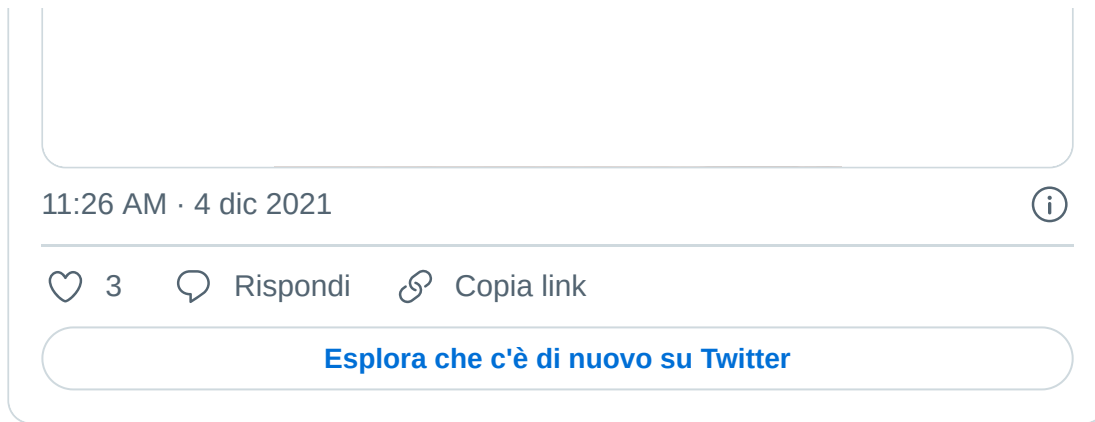 11:26 AM · 4 dic 2021
3 Rispondi Copia link
Esplora che c'è di nuovo su Twitter